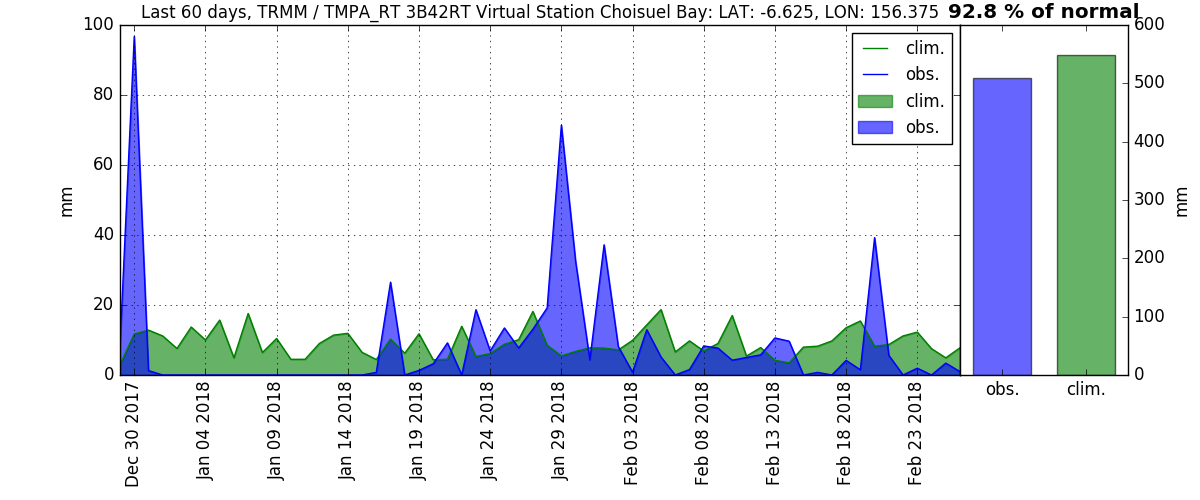 Last 60 days, TRMM / TMPA_RT 3B42RT Virtual Station Choisuel Bay: LAT: -6.625, LON: 156.375 92.8 % of normal
100
80
60
40
20
0
mm
clim.
obs.
clim.
obs.
600
500
400
300
200
100
0
mm
Dec 30 2017
Jan 04 2018
Jan 09 2018
Jan 14 2018
Jan 19 2018
Jan 24 2018
Jan 29 2018
Feb 03 2018
Feb 08 2018
Feb 13 2018
Feb 18 2018
Feb 23 2018
obs.
clim.